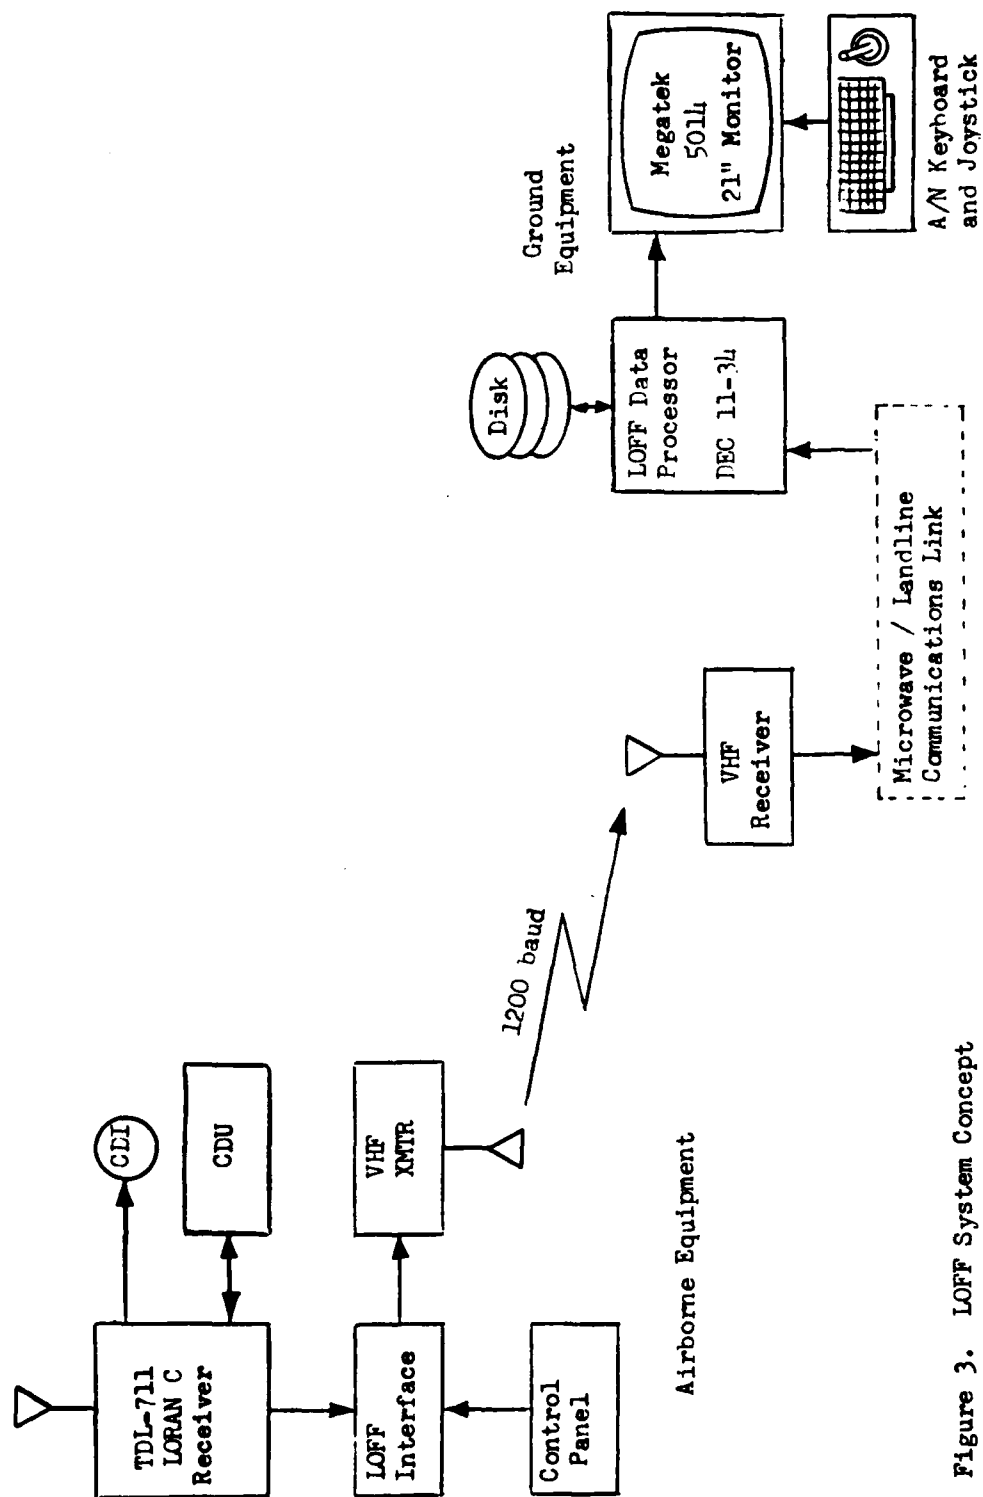 TDL-711
LORAN C
Receiver
CDI
CDU
LOFF
Interface
VHF
XMTR
Control
Panel
Airborne Equipment
1200 baud
VHF
Receiver
Microwave / Landline
Communications Link
Disk
LOFF Data
Processor
DEC 11-34
Ground
Equipment
Megatek
5014
21" Monitor
A/N Keyboard
and Joystick
Figure 3. LOFF System Concept